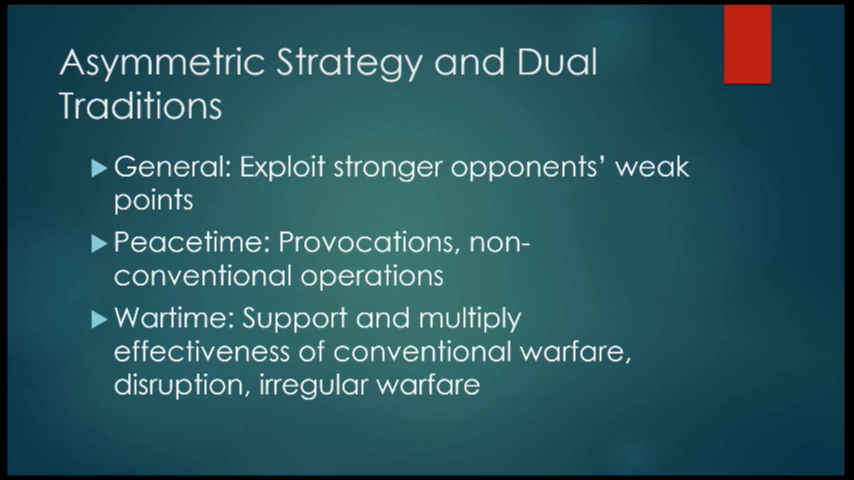 Asymmetric Strategy and Dual
Traditions
General: Exploit stronger opponents’ weak
points
Peacetime: Provocations, non-
conventional operations
Wartime: Support and multiply
effectiveness of conventional warfare,
disruption, irregular warfare